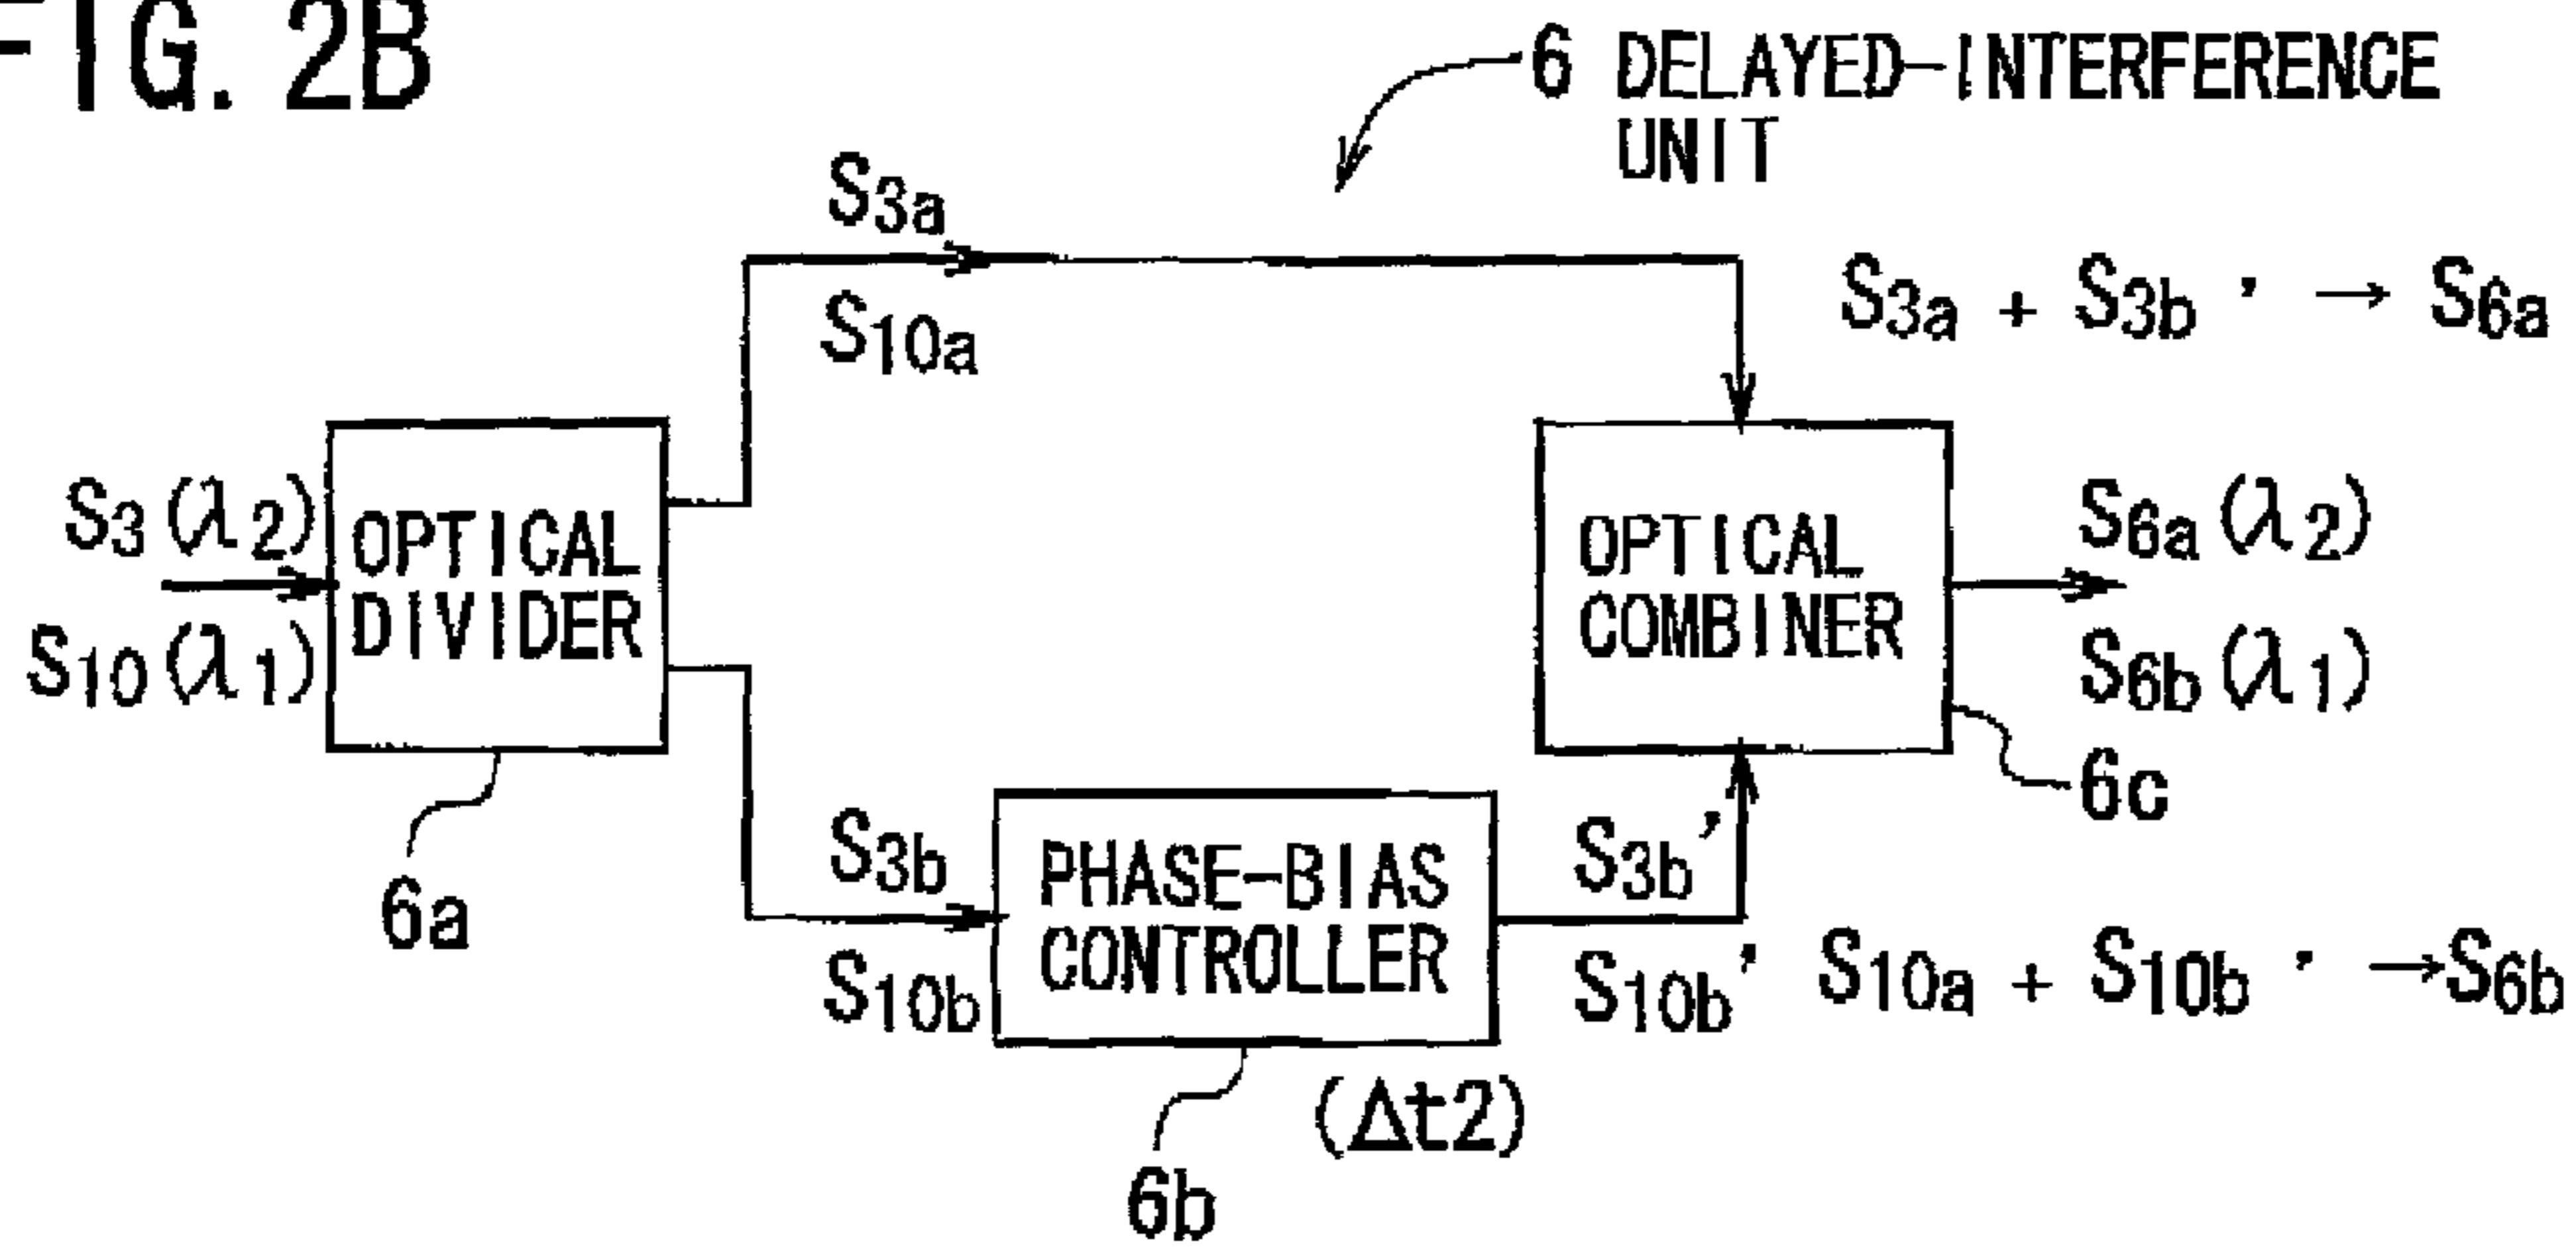 FIG. 2B
6 DELAYED-INTERFERENCE
UNIT
S3a
S10a
S3a + S3b' → S6a
S3(λ2)
S10(λ1)
OPTICAL
DIVIDER
6a
OPTICAL
COMBINER
S6a(λ2)
S6b(λ1)
6c
S3b
S10b
PHASE-BIAS
CONTROLLER
6b
(Δt2)
S3b'
S10b'
S10a + S10b' → S6b